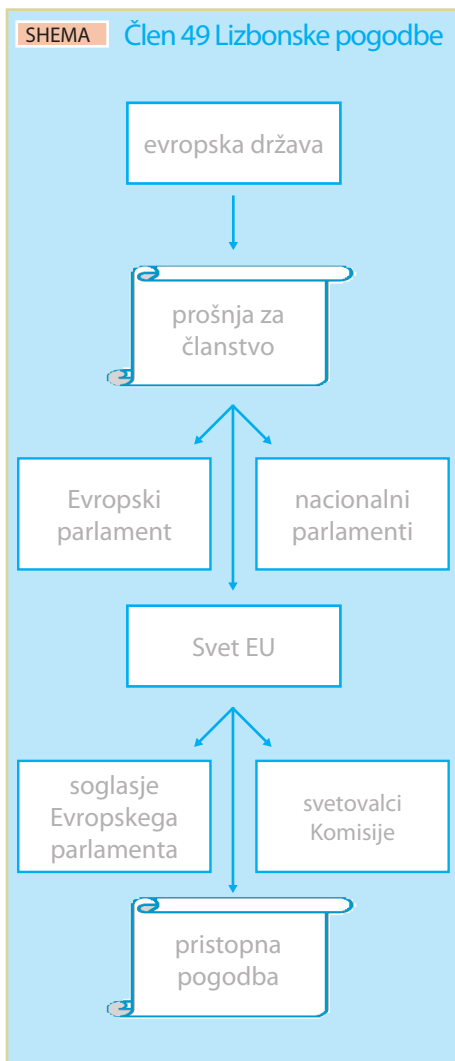 SHEMA Člen 49 Lizbonske pogodbe
evropska država
prošnja za
članstvo
Evropski
parlament
nacionalni
parlamenti
Svet EU
soglasje
Evropskega
parlamenta
svetovalci
Komisije
pristopna
pogodba